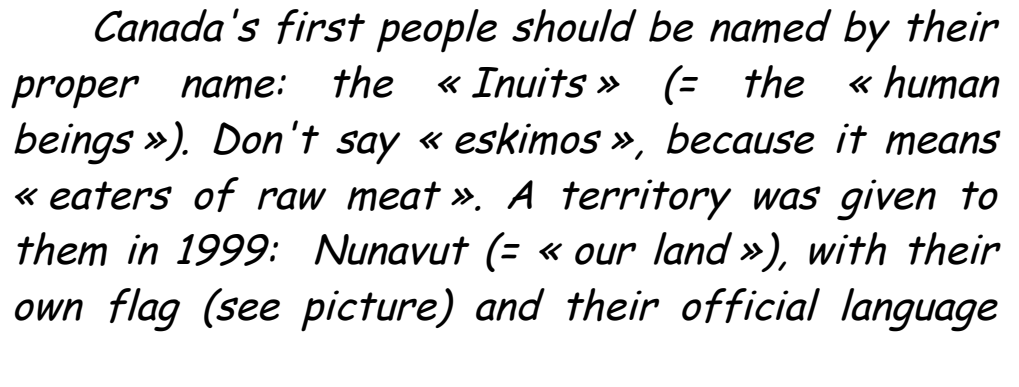 Canada's first people should be named by their
proper name: the « Inuits » (= the « human
beings »). Don't say « eskimos », because it means
« eaters of raw meat ». A territory was given to
them in 1999: Nunavut (= « our land »), with their
own flag (see picture) and their official language